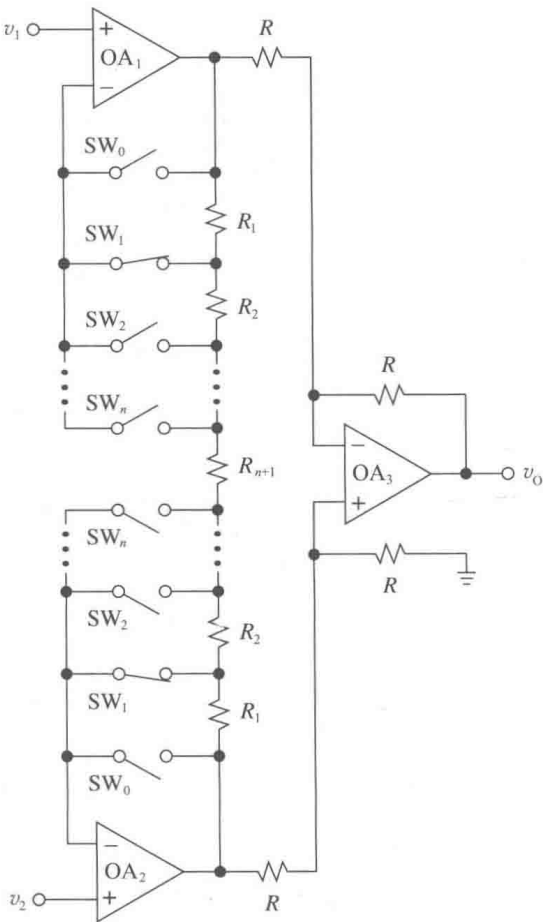 v₁ + OA₁ − R
SW₀
R₁
SW₁
R₂
SW₂
R
SWₙ
Rₙ₊₁
− OA₃ + v_O
SWₙ
R
SW₂
R₂
SW₁
R₁
SW₀
− OA₂ +
v₂ R